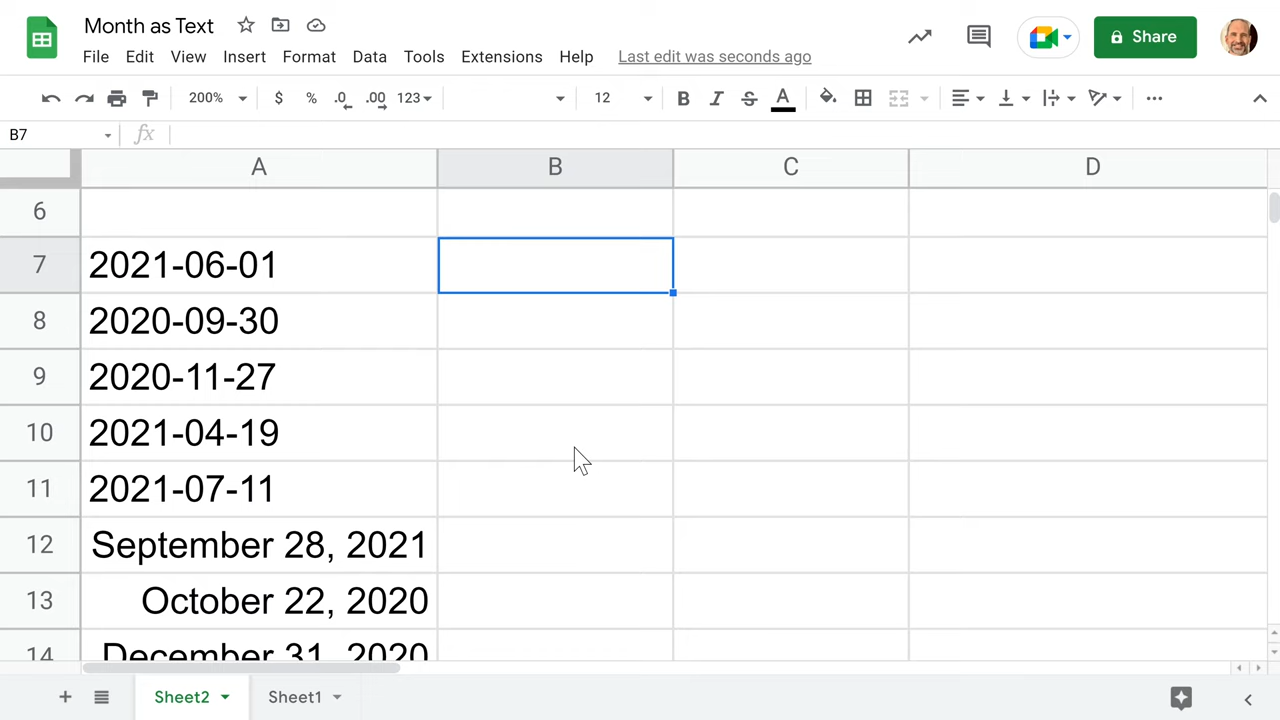 Month as Text
File Edit View Insert Format Data Tools Extensions Help Last edit was seconds ago
Share
200% $ % .0 .00 123 12 B I S A
B7 fx
A B C D
6
7 2021-06-01
8 2020-09-30
9 2020-11-27
10 2021-04-19
11 2021-07-11
12 September 28, 2021
13 October 22, 2020
14 December 31, 2020
+ Sheet2 Sheet1